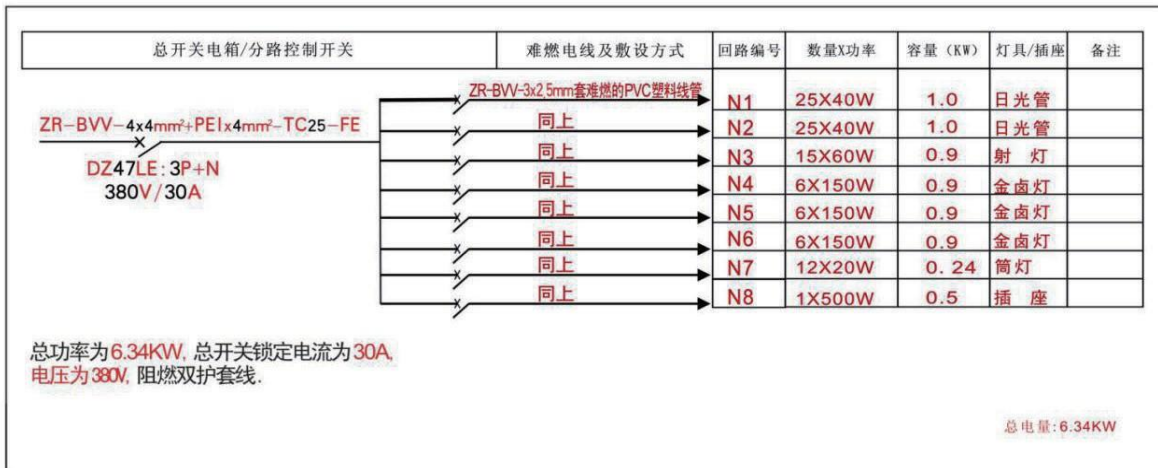 总开关电箱/分路控制开关 难燃电线及敷设方式 回路编号 数量X功率 容量（KW） 灯具/插座 备注
ZR-BVV-3x2,5mm套难燃的PVC塑料线管 N1 25X40W 1.0 日光管
ZR-BVV-4x4mm²+PEIx4mm²-TC25-FE
同上 N2 25X40W 1.0 日光管
同上 N3 15X60W 0.9 射 灯
DZ47LE:3P+N
380V/30A
同上 N4 6X150W 0.9 金卤灯
同上 N5 6X150W 0.9 金卤灯
同上 N6 6X150W 0.9 金卤灯
同上 N7 12X20W 0.24 筒灯
同上 N8 1X500W 0.5 插 座
总功率为6.34KW, 总开关锁定电流为30A,
电压为380V, 阻燃双护套线.
总电量:6.34KW